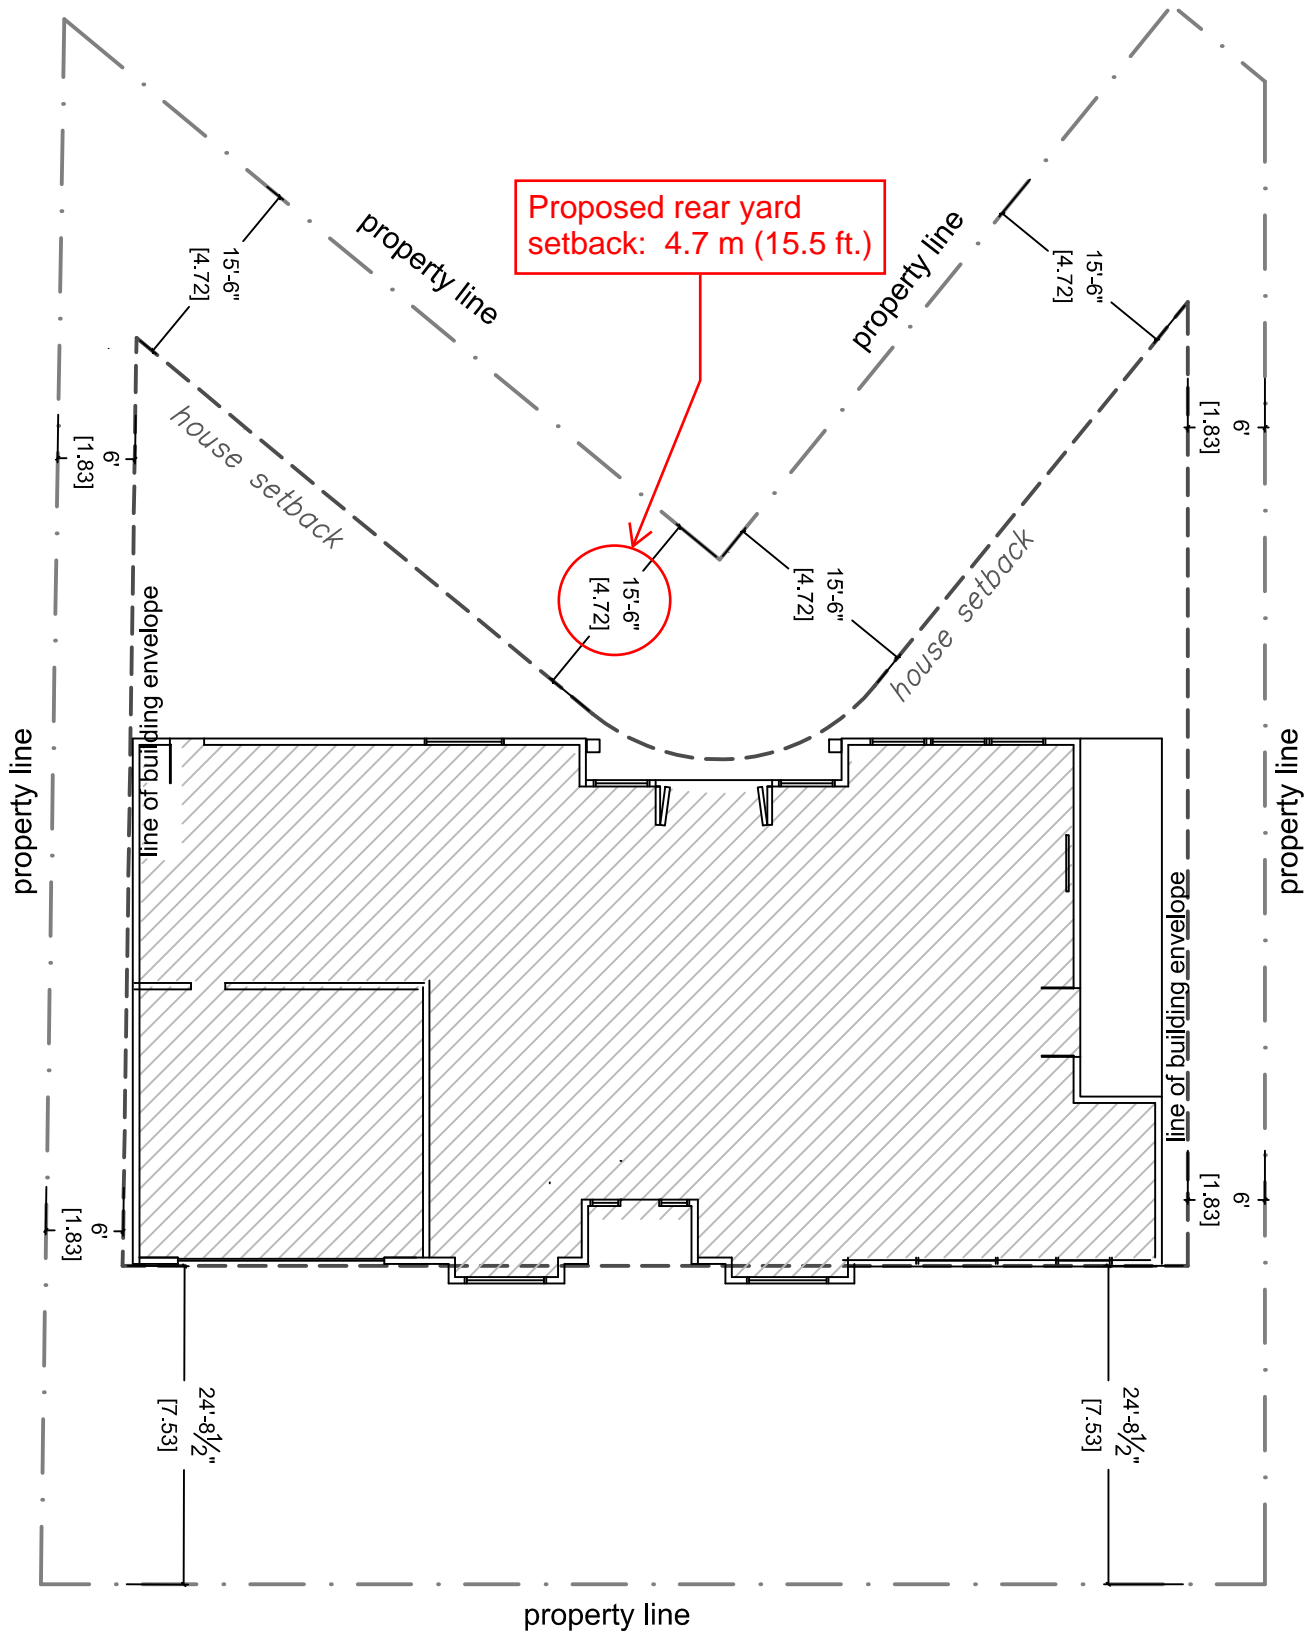 Proposed rear yard
setback:  4.7 m (15.5 ft.)
property line
property line
15'-6"
[4.72]
15'-6"
[4.72]
6'
[1.83]
6'
[1.83]
house setback
house setback
15'-6"
[4.72]
15'-6"
[4.72]
line of building envelope
property line
property line
line of building envelope
6'
[1.83]
6'
[1.83]
24'-8½"
[7.53]
24'-8½"
[7.53]
property line